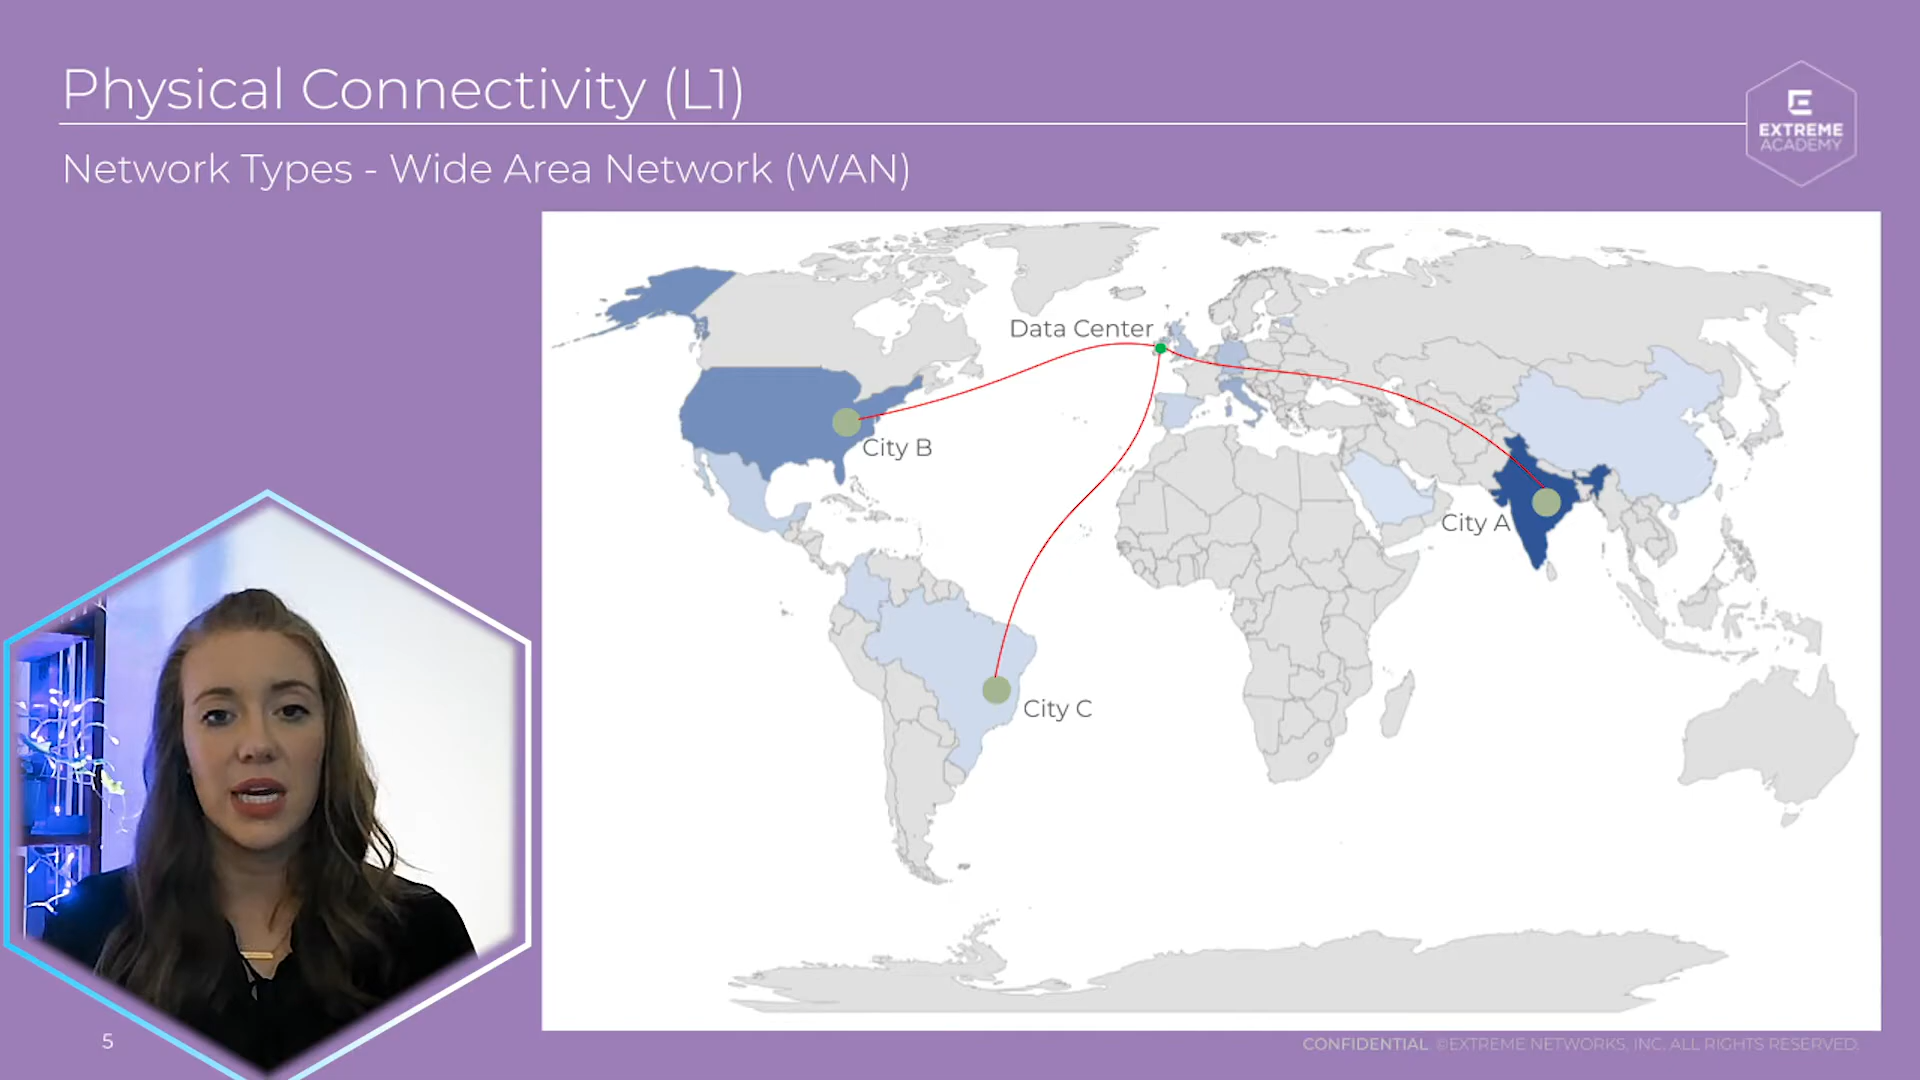 Physical Connectivity (L1)
EXTREME
ACADEMY
Network Types - Wide Area Network (WAN)
Data Center
City B
City A
City C
5
CONFIDENTIAL ©EXTREME NETWORKS, INC. ALL RIGHTS RESERVED.